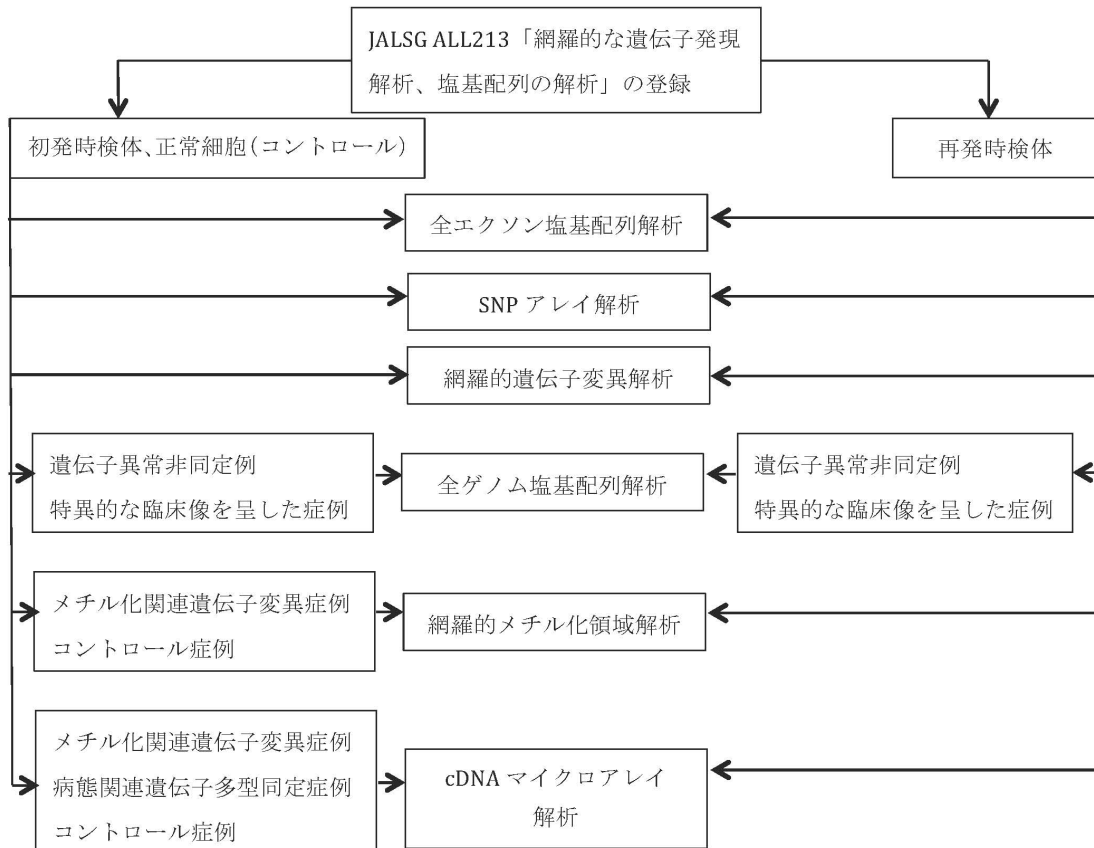 JALSG ALL213「網羅的な遺伝子発現
解析、塩基配列の解析」の登録
初発時検体、正常細胞（コントロール）
再発時検体
全エクソン塩基配列解析
SNP アレイ解析
網羅的遺伝子変異解析
遺伝子異常非同定例
特異的な臨床像を呈した症例
全ゲノム塩基配列解析
遺伝子異常非同定例
特異的な臨床像を呈した症例
メチル化関連遺伝子変異症例
コントロール症例
網羅的メチル化領域解析
メチル化関連遺伝子変異症例
病態関連遺伝子多型同定症例
コントロール症例
cDNA マイクロアレイ
解析